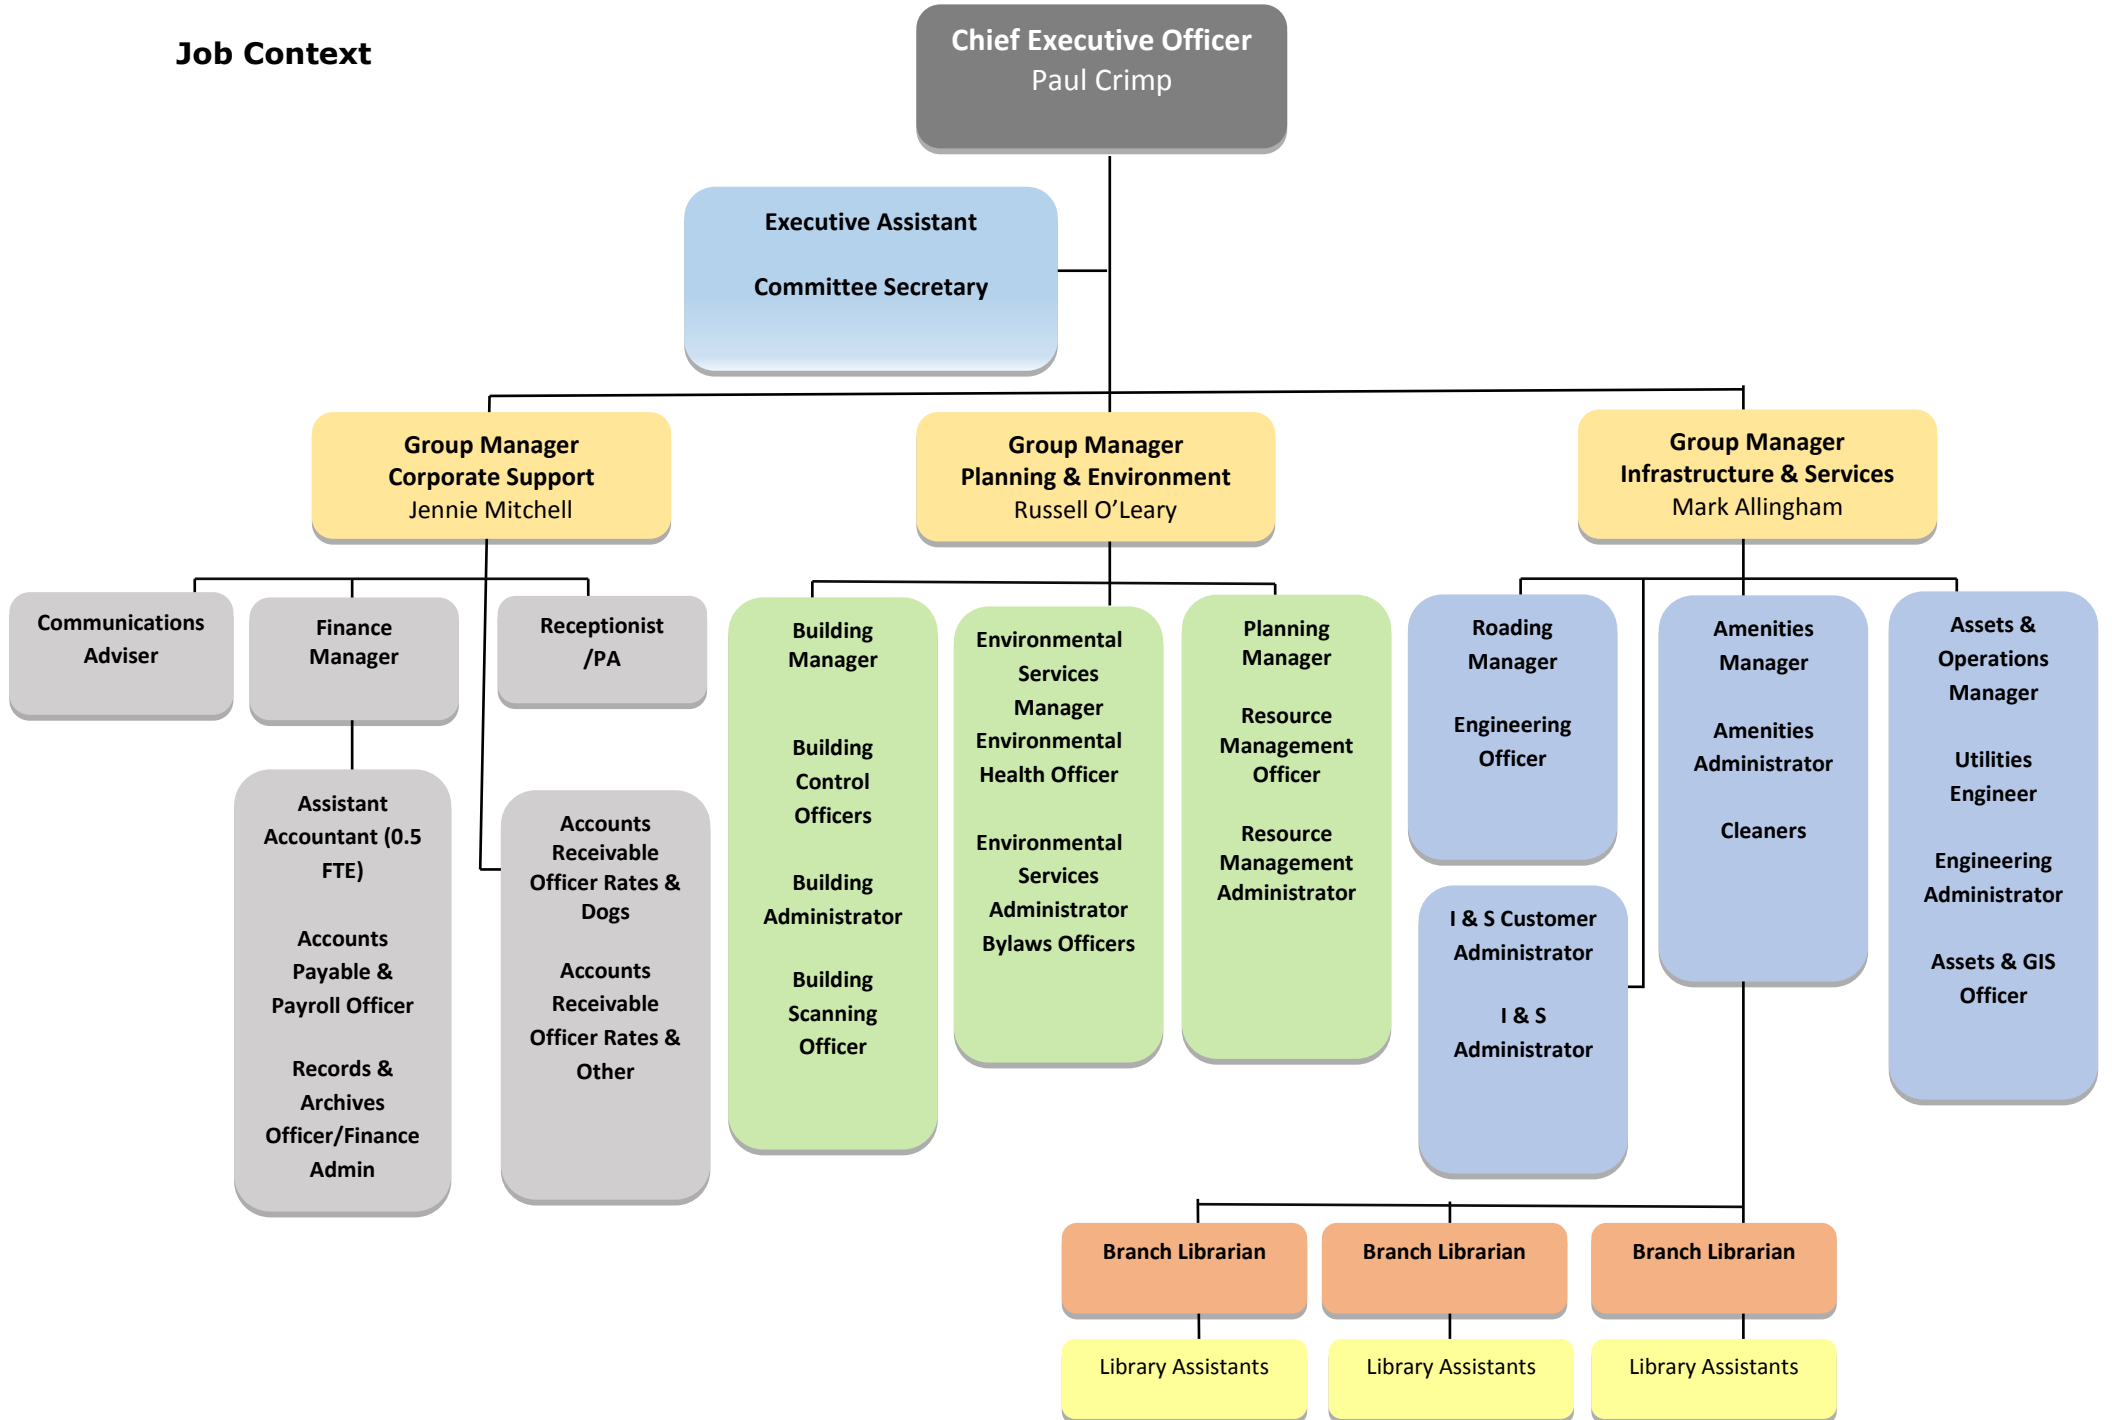 Job Context
Chief Executive Officer
Paul Crimp
Executive Assistant
Committee Secretary
Group Manager
Corporate Support
Jennie Mitchell
Group Manager
Planning & Environment
Russell O’Leary
Group Manager
Infrastructure & Services
Mark Allingham
Communications
Adviser
Finance
Manager
Receptionist
/PA
Assistant
Accountant (0.5
FTE)
Accounts
Payable &
Payroll Officer
Records &
Archives
Officer/Finance
Admin
Accounts
Receivable
Officer Rates &
Dogs
Accounts
Receivable
Officer Rates &
Other
Building
Manager
Building
Control
Officers
Building
Administrator
Building
Scanning
Officer
Environmental
Services
Manager
Environmental
Health Officer
Environmental
Services
Administrator
Bylaws Officers
Planning
Manager
Resource
Management
Officer
Resource
Management
Administrator
Roading
Manager
Engineering
Officer
I & S Customer
Administrator
I & S
Administrator
Amenities
Manager
Amenities
Administrator
Cleaners
Assets &
Operations
Manager
Utilities
Engineer
Engineering
Administrator
Assets & GIS
Officer
Branch Librarian
Branch Librarian
Branch Librarian
Library Assistants
Library Assistants
Library Assistants